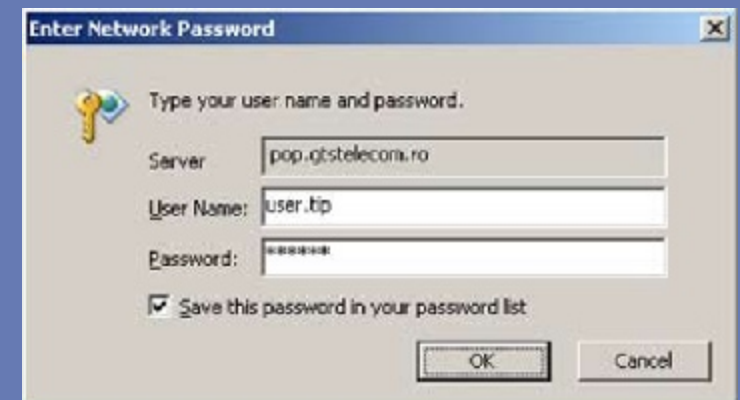 Enter Network Password
Type your user name and password.
Server pop.gtstelecom.ro
User Name: user.tip
Password: ******
Save this password in your password list
OK Cancel